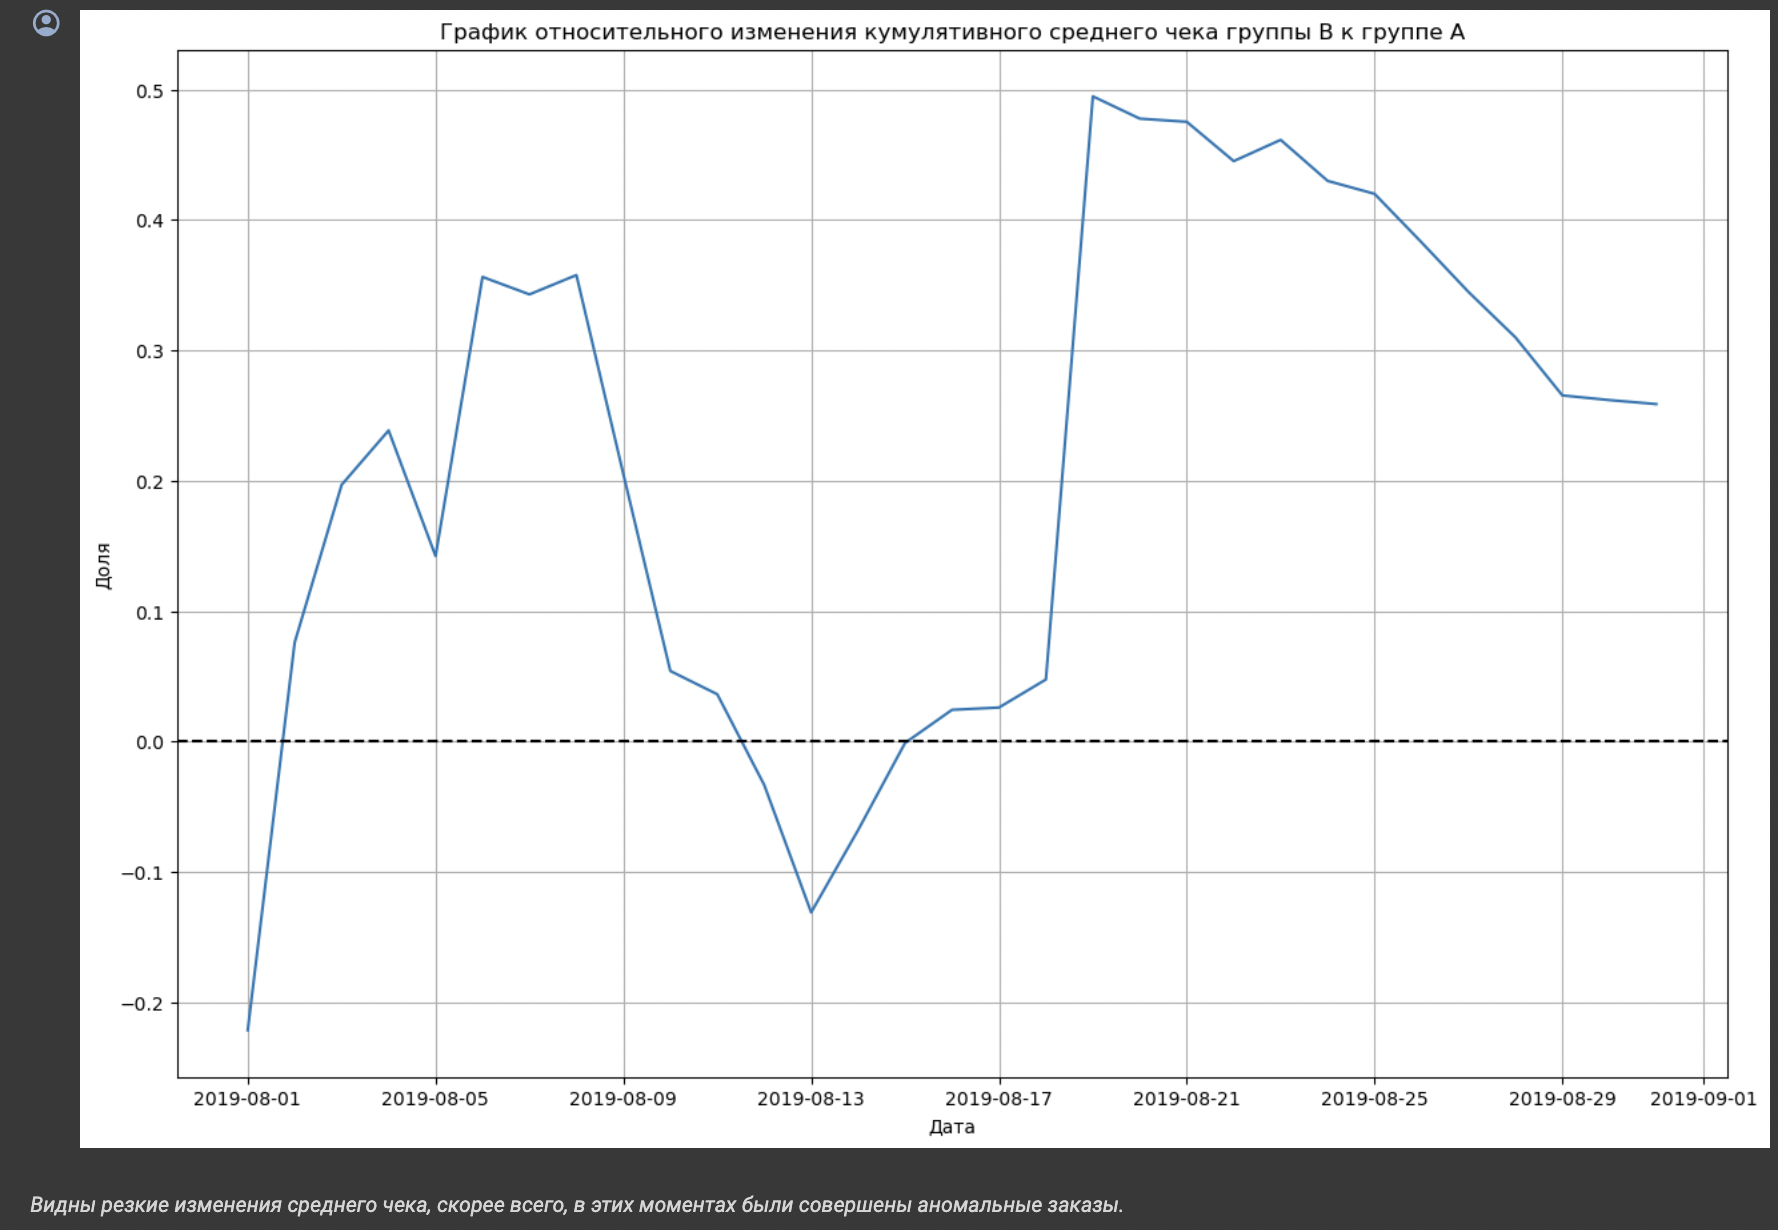 График относительного изменения кумулятивного среднего чека группы B к группе A
0.5
0.4
0.3
0.2
0.1
0.0
−0.1
−0.2
Доля
2019-08-01 2019-08-05 2019-08-09 2019-08-13 2019-08-17 2019-08-21 2019-08-25 2019-08-29 2019-09-01
Дата
Видны резкие изменения среднего чека, скорее всего, в этих моментах были совершены аномальные заказы.